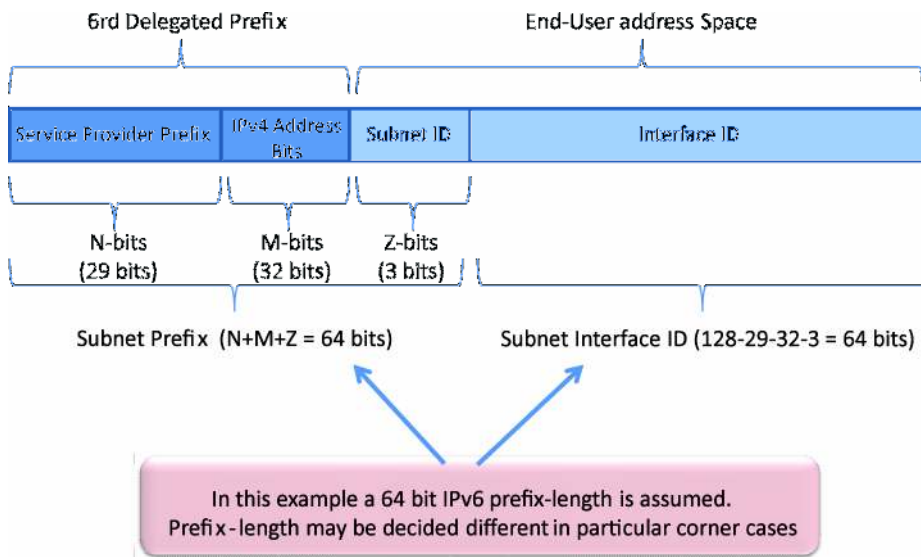 6rd Delegated Prefix
End-User address Space
Service Provider Prefix
IPv4 Address
Bits
Subnet ID
Interface ID
N-bits
(29 bits)
M-bits
(32 bits)
Z-bits
(3 bits)
Subnet Prefix (N+M+Z = 64 bits)
Subnet Interface ID (128-29-32-3 = 64 bits)
In this example a 64 bit IPv6 prefix-length is assumed.
Prefix-length may be decided different in particular corner cases